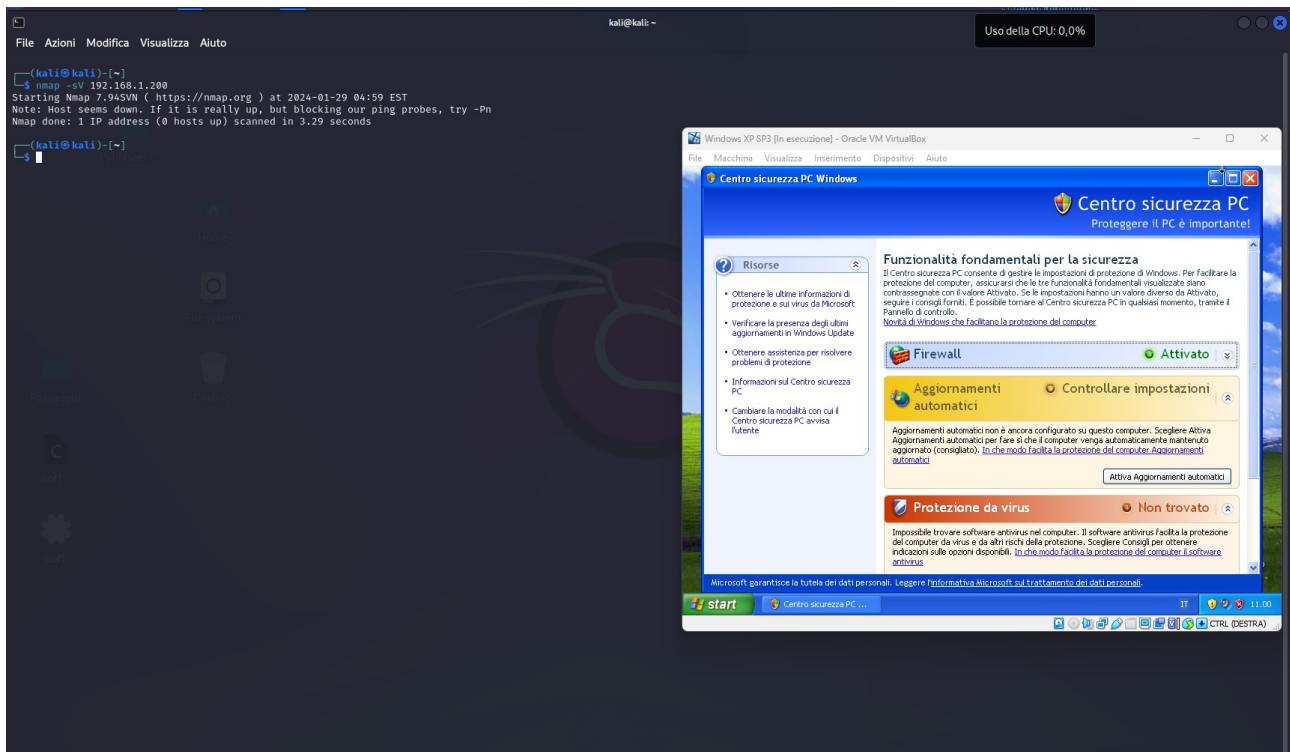 kali@kali: ~
Uso della CPU: 0,0%
File Azioni Modifica Visualizza Aiuto
(kali㉿kali)-[~]
$ nmap -sV 192.168.1.200
Starting Nmap 7.94SVN ( https://nmap.org ) at 2024-01-29 04:59 EST
Note: Host seems down. If it is really up, but blocking our ping probes, try -Pn
Nmap done: 1 IP address (0 hosts up) scanned in 3.29 seconds
(kali㉿kali)-[~]
$
Windows XP SP3 [In esecuzione] - Oracle VM VirtualBox
File Macchina Visualizza Inserimento Dispositivi Aiuto
Centro sicurezza PC Windows
Centro sicurezza PC
Proteggere il PC è importante!
Risorse
Ottenere le ultime informazioni di
protezione e sui virus da Microsoft
Verificare la presenza degli ultimi
aggiornamenti in Windows Update
Ottenere assistenza per risolvere
problemi di protezione
Informazioni sul Centro sicurezza
PC
Cambiare la modalità con cui il
Centro sicurezza PC avvisa
l'utente
Funzionalità fondamentali per la sicurezza
Il Centro sicurezza PC consente di gestire le impostazioni di protezione di Windows. Per facilitare la
protezione del computer, assicurarsi che le tre funzionalità fondamentali visualizzate siano
contrassegnate con il valore Attivato. Se le impostazioni hanno un valore diverso da Attivato,
seguire i consigli forniti. È possibile tornare al Centro sicurezza PC in qualsiasi momento, tramite il
Pannello di controllo.
Novità di Windows che facilitano la protezione del computer
Firewall Attivato
Aggiornamenti
automatici
Controllare impostazioni
Aggiornamenti automatici non è ancora configurato su questo computer. Scegliere Attiva
Aggiornamenti automatici per fare sì che il computer venga automaticamente mantenuto
aggiornato (consigliato). In che modo facilita la protezione del computer Aggiornamenti
automatici
Attiva Aggiornamenti automatici
Protezione da virus Non trovato
Impossibile trovare software antivirus nel computer. Il software antivirus facilita la protezione
del computer da virus e da altri rischi della protezione. Scegliere Consigli per ottenere
indicazioni sulle opzioni disponibili. In che modo facilita la protezione del computer il software
antivirus
Microsoft garantisce la tutela dei dati personali. Leggere l'informativa Microsoft sul trattamento dei dati personali.
start
Centro sicurezza PC ...
IT
11.00
CTRL (DESTRA)